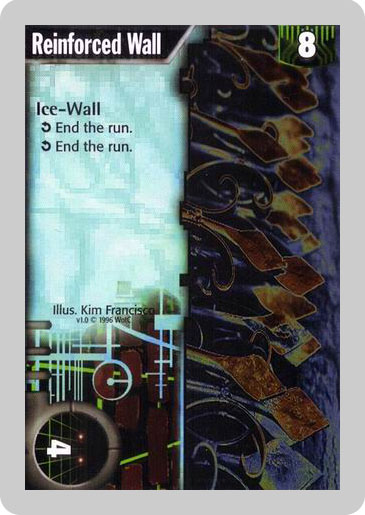 Reinforced Wall
8
Ice-Wall
End the run.
End the run.
Illus. Kim Francisco
v1.0 © 1996 WotC
4